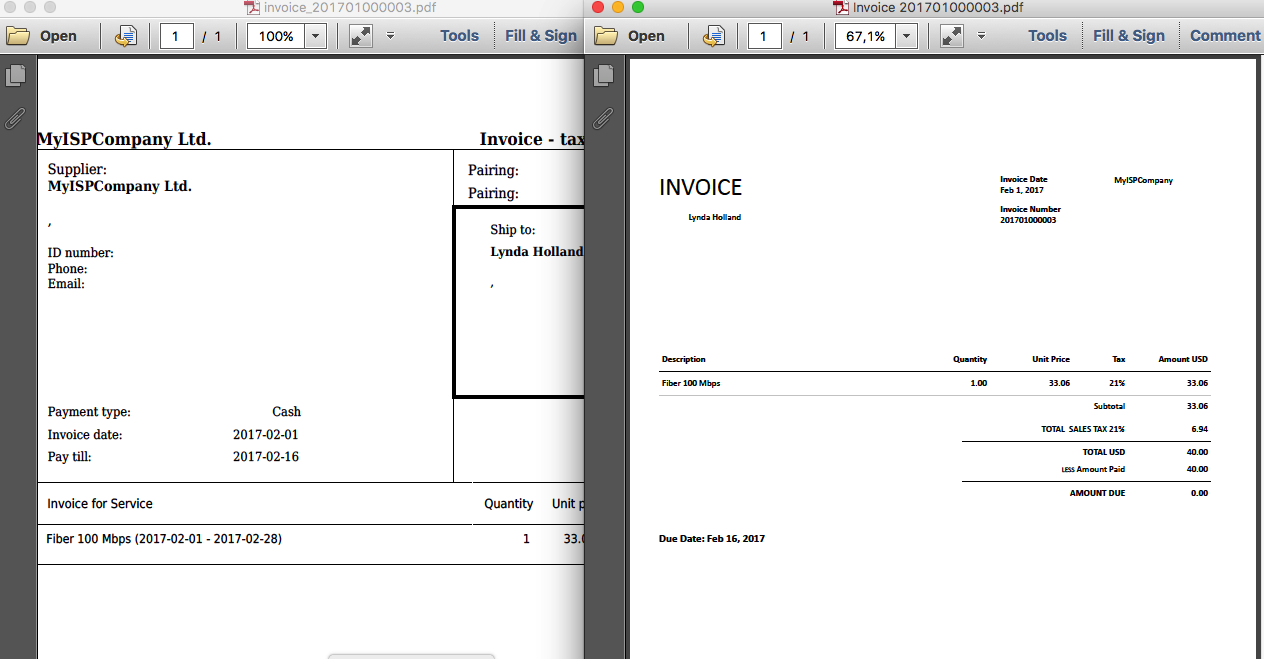 invoice_201701000003.pdf
Open
1 / 1
100%
Tools
Fill & Sign
MyISPCompany Ltd.
Invoice - tax
Supplier:
MyISPCompany Ltd.
,
ID number:
Phone:
Email:
Pairing:
Pairing:
Ship to:
Lynda Holland
,
Payment type: Cash
Invoice date: 2017-02-01
Pay till: 2017-02-16
Invoice for Service Quantity Unit p
Fiber 100 Mbps (2017-02-01 - 2017-02-28) 1 33.0
Invoice 201701000003.pdf
Open
1 / 1
67,1%
Tools
Fill & Sign
Comment
INVOICE
Lynda Holland
Invoice Date
Feb 1, 2017
Invoice Number
201701000003
MyISPCompany
Description Quantity Unit Price Tax Amount USD
Fiber 100 Mbps 1.00 33.06 21% 33.06
Subtotal 33.06
TOTAL SALES TAX 21% 6.94
TOTAL USD 40.00
LESS Amount Paid 40.00
AMOUNT DUE 0.00
Due Date: Feb 16, 2017